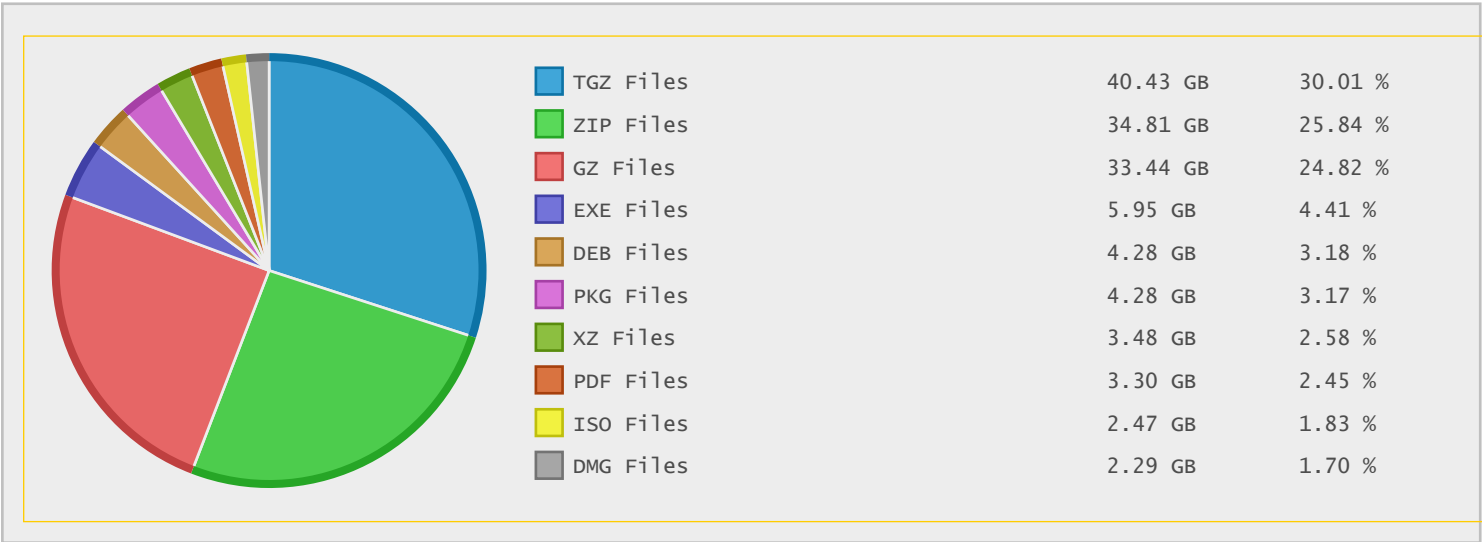 TGZ Files 40.43 GB 30.01 %
ZIP Files 34.81 GB 25.84 %
GZ Files 33.44 GB 24.82 %
EXE Files 5.95 GB 4.41 %
DEB Files 4.28 GB 3.18 %
PKG Files 4.28 GB 3.17 %
XZ Files 3.48 GB 2.58 %
PDF Files 3.30 GB 2.45 %
ISO Files 2.47 GB 1.83 %
DMG Files 2.29 GB 1.70 %